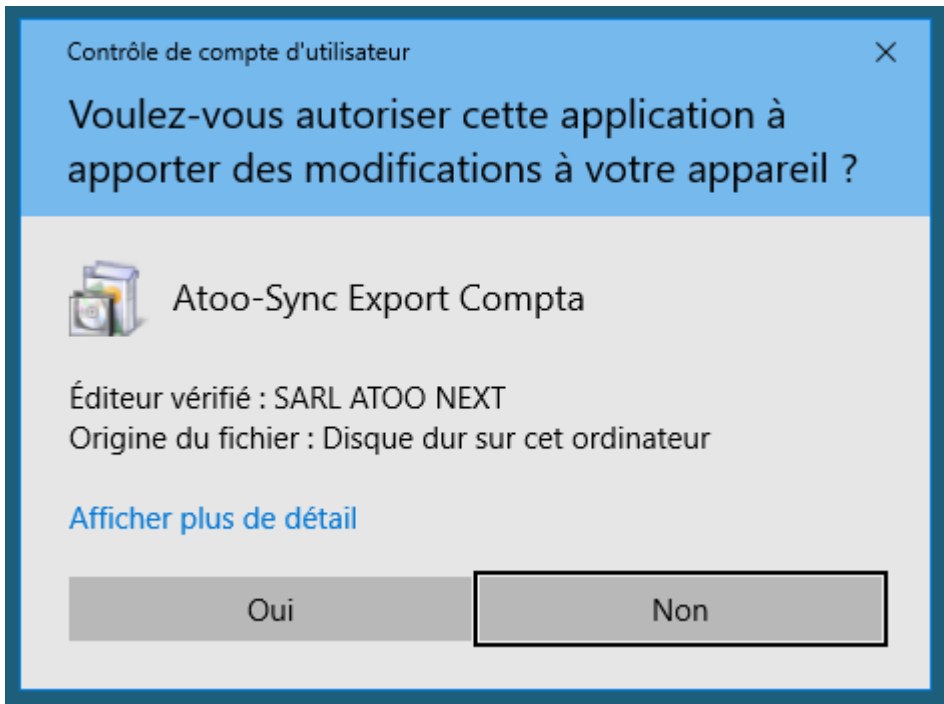 Contrôle de compte d'utilisateur
Voulez-vous autoriser cette application à
apporter des modifications à votre appareil ?
Atoo-Sync Export Compta
Éditeur vérifié : SARL ATOO NEXT
Origine du fichier : Disque dur sur cet ordinateur
Afficher plus de détail
Oui
Non